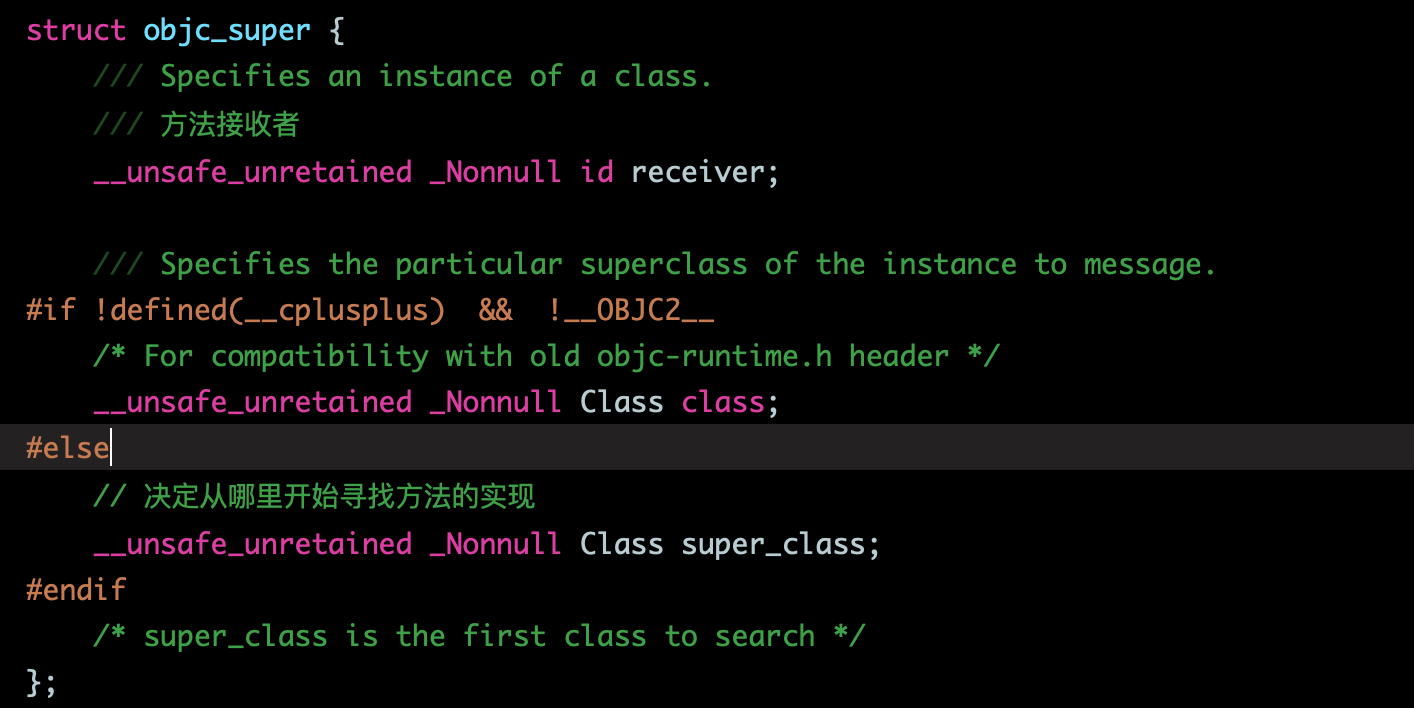 struct objc_super {
    /// Specifies an instance of a class.
    /// 方法接收者
    __unsafe_unretained _Nonnull id receiver;

    /// Specifies the particular superclass of the instance to message.
#if !defined(__cplusplus)  &&  !__OBJC2__
    /* For compatibility with old objc-runtime.h header */
    __unsafe_unretained _Nonnull Class class;
#else
    // 决定从哪里开始寻找方法的实现
    __unsafe_unretained _Nonnull Class super_class;
#endif
    /* super_class is the first class to search */
};